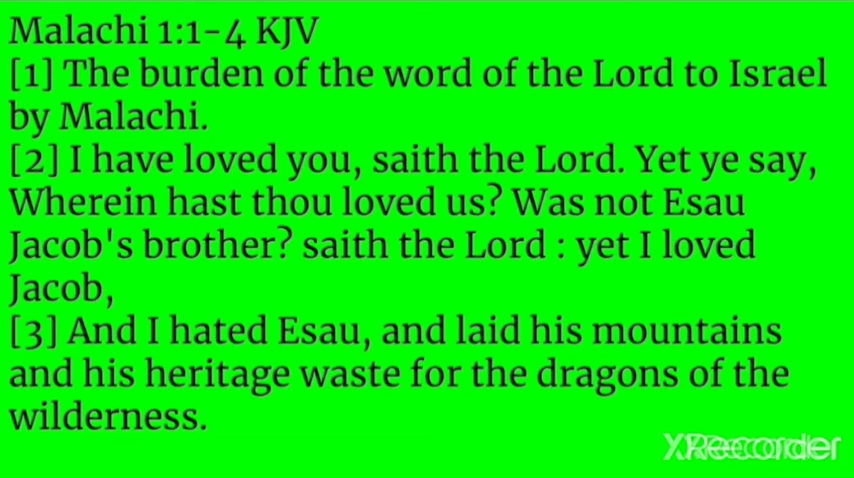 Malachi 1:1-4 KJV
[1] The burden of the word of the Lord to Israel
by Malachi.
[2] I have loved you, saith the Lord. Yet ye say,
Wherein hast thou loved us? Was not Esau
Jacob's brother? saith the Lord : yet I loved
Jacob,
[3] And I hated Esau, and laid his mountains
and his heritage waste for the dragons of the
wilderness.
XRecorder